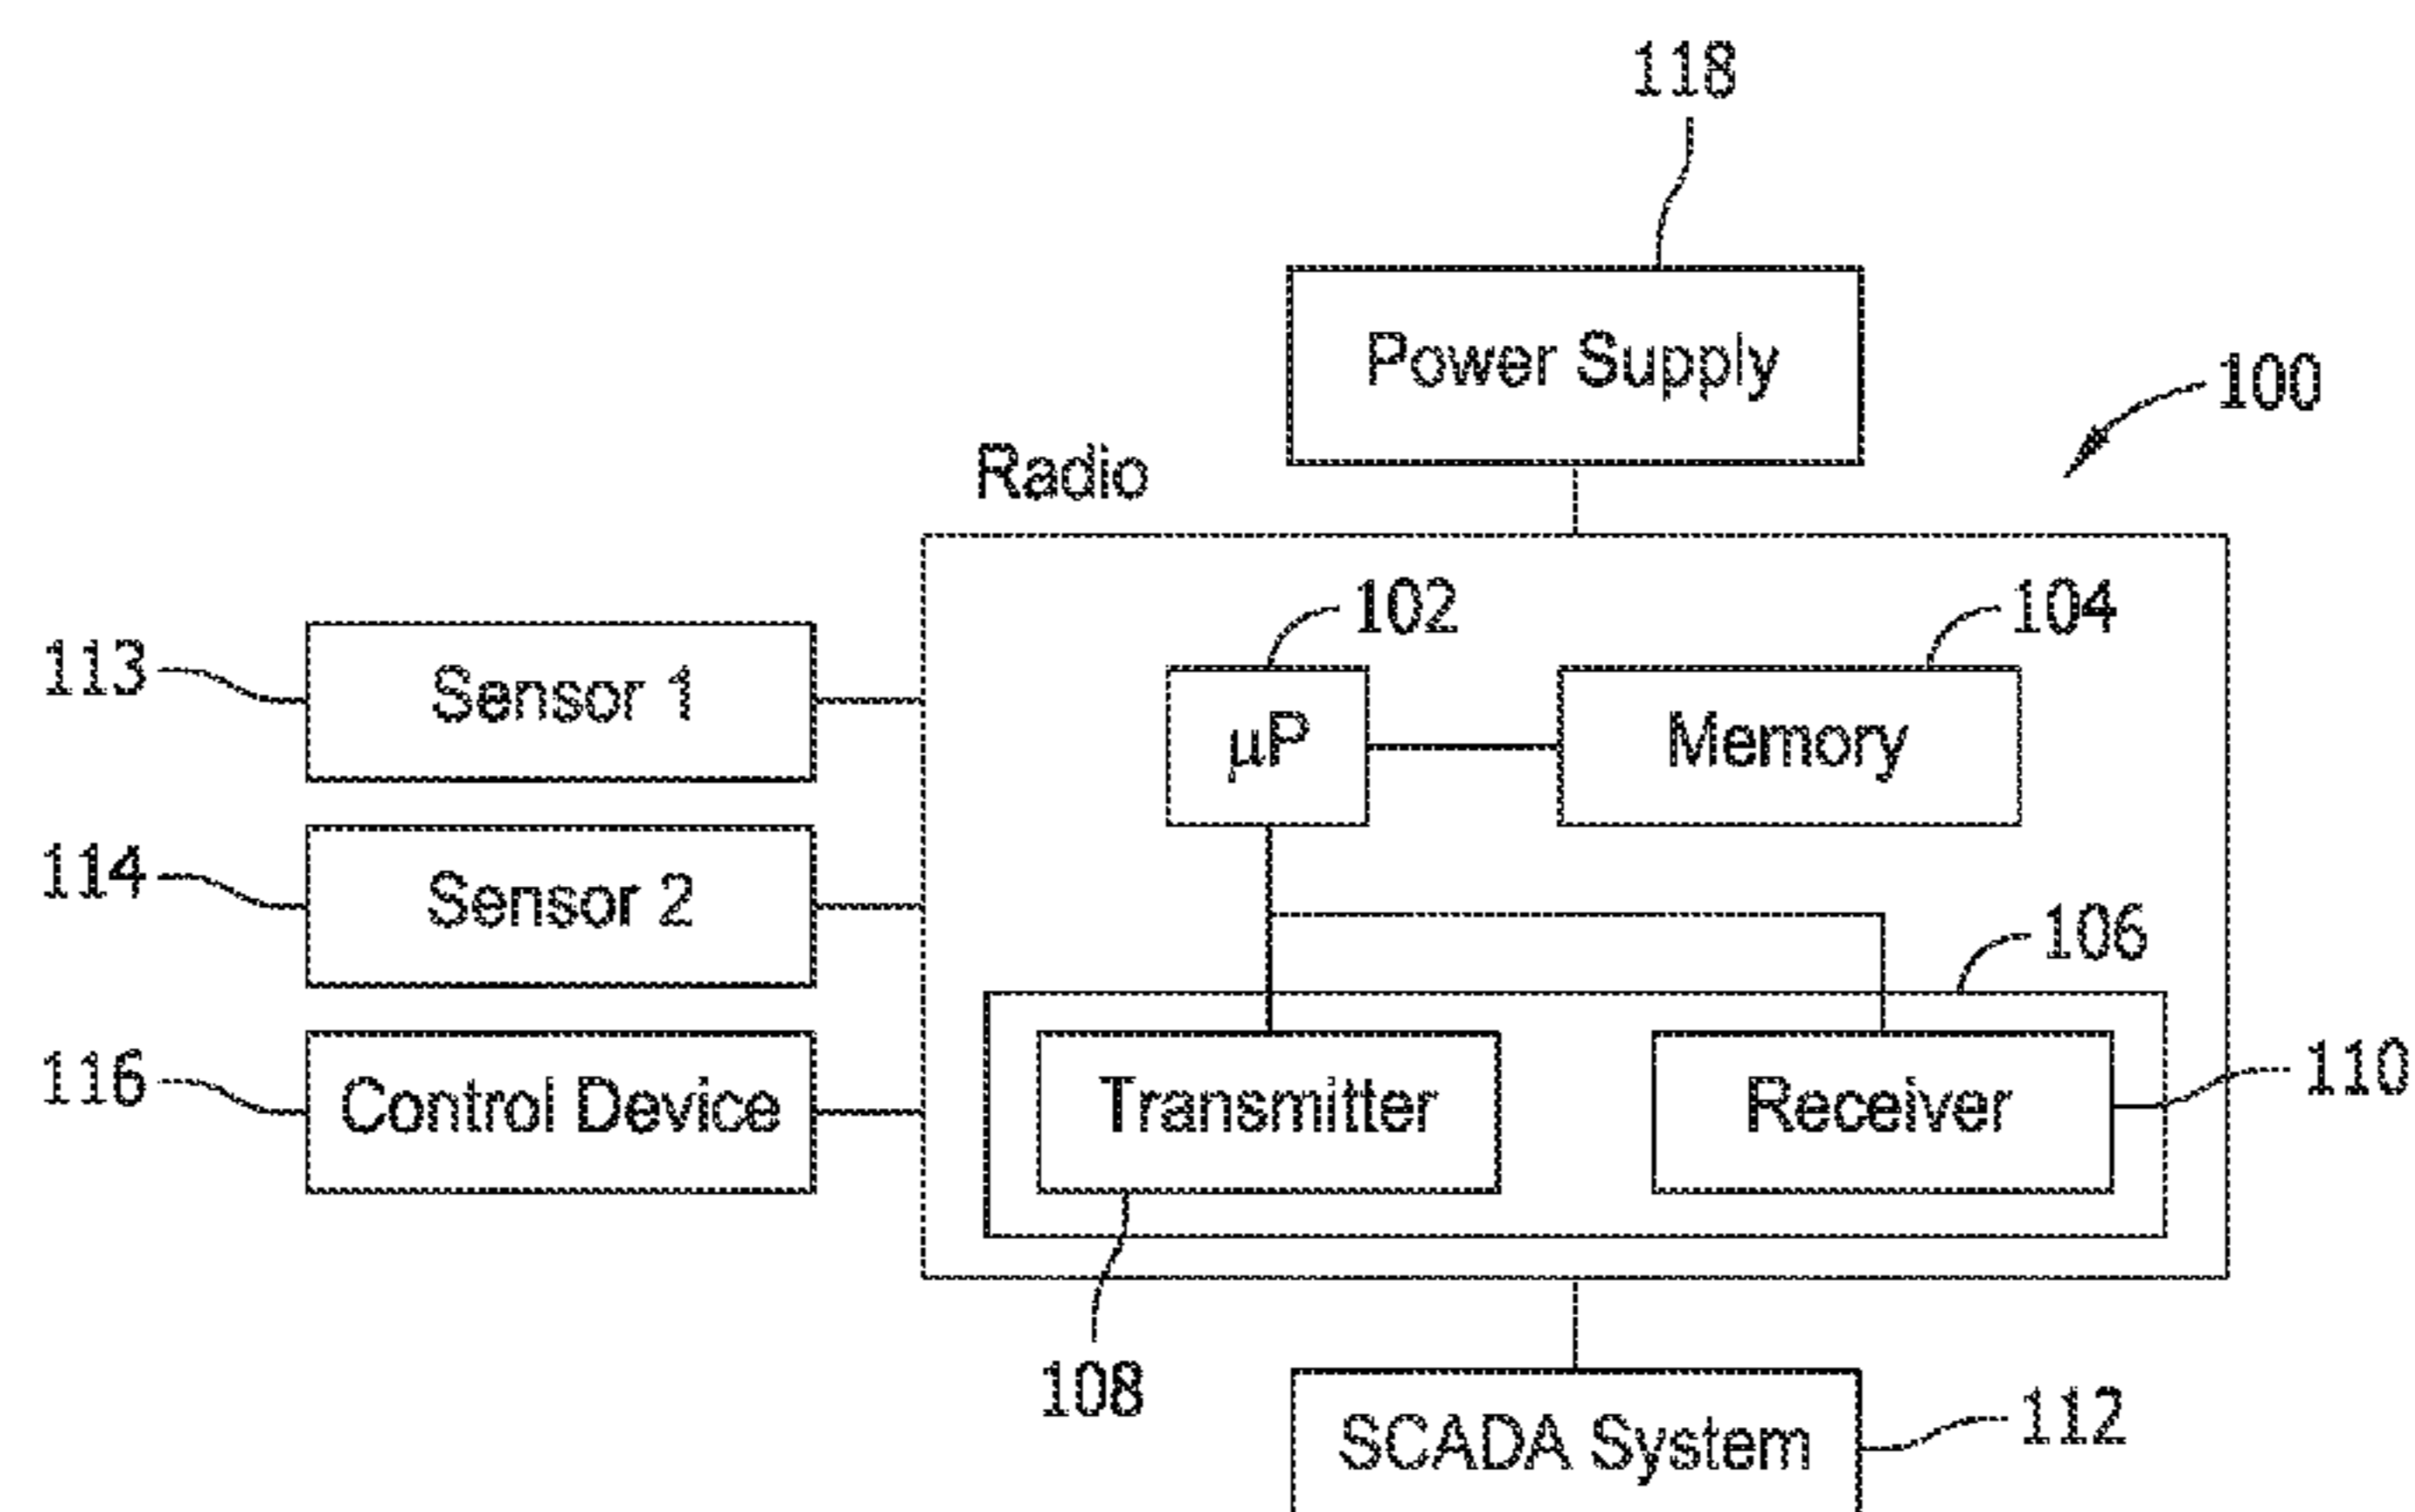 118
Power Supply
100
Radio
102
104
113
Sensor 1
µP
Memory
114
Sensor 2
106
116
Control Device
Transmitter
Receiver
110
108
SCADA System
112